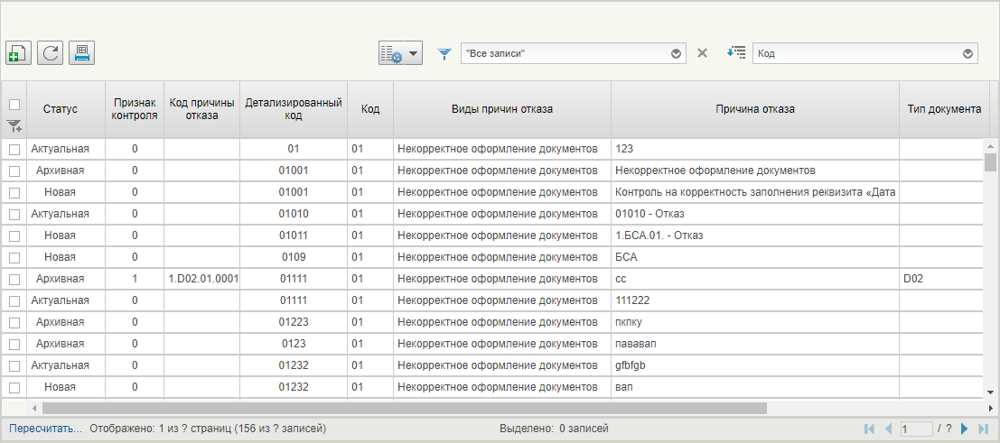 "Все записи" Код
Статус Признак контроля Код причины отказа Детализированный код Код Виды причин отказа Причина отказа Тип документа
Актуальная 0 01 01 Некорректное оформление документов 123
Архивная 0 01001 01 Некорректное оформление документов Некорректное оформление документов
Новая 0 01001 01 Некорректное оформление документов Контроль на корректность заполнения реквизита «Дата
Актуальная 0 01010 01 Некорректное оформление документов 01010 - Отказ
Новая 0 01011 01 Некорректное оформление документов 1.БСА.01. - Отказ
Новая 0 0109 01 Некорректное оформление документов БСА
Архивная 1 1.D02.01.0001 01111 01 Некорректное оформление документов сс D02
Актуальная 0 01111 01 Некорректное оформление документов 111222
Архивная 0 01223 01 Некорректное оформление документов пкпку
Архивная 0 0123 01 Некорректное оформление документов павававап
Актуальная 0 01232 01 Некорректное оформление документов gfbfgb
Новая 0 01232 01 Некорректное оформление документов вап
Пересчитать... Отображено: 1 из ? страниц (156 из ? записей) Выделено: 0 записей 1 / ?